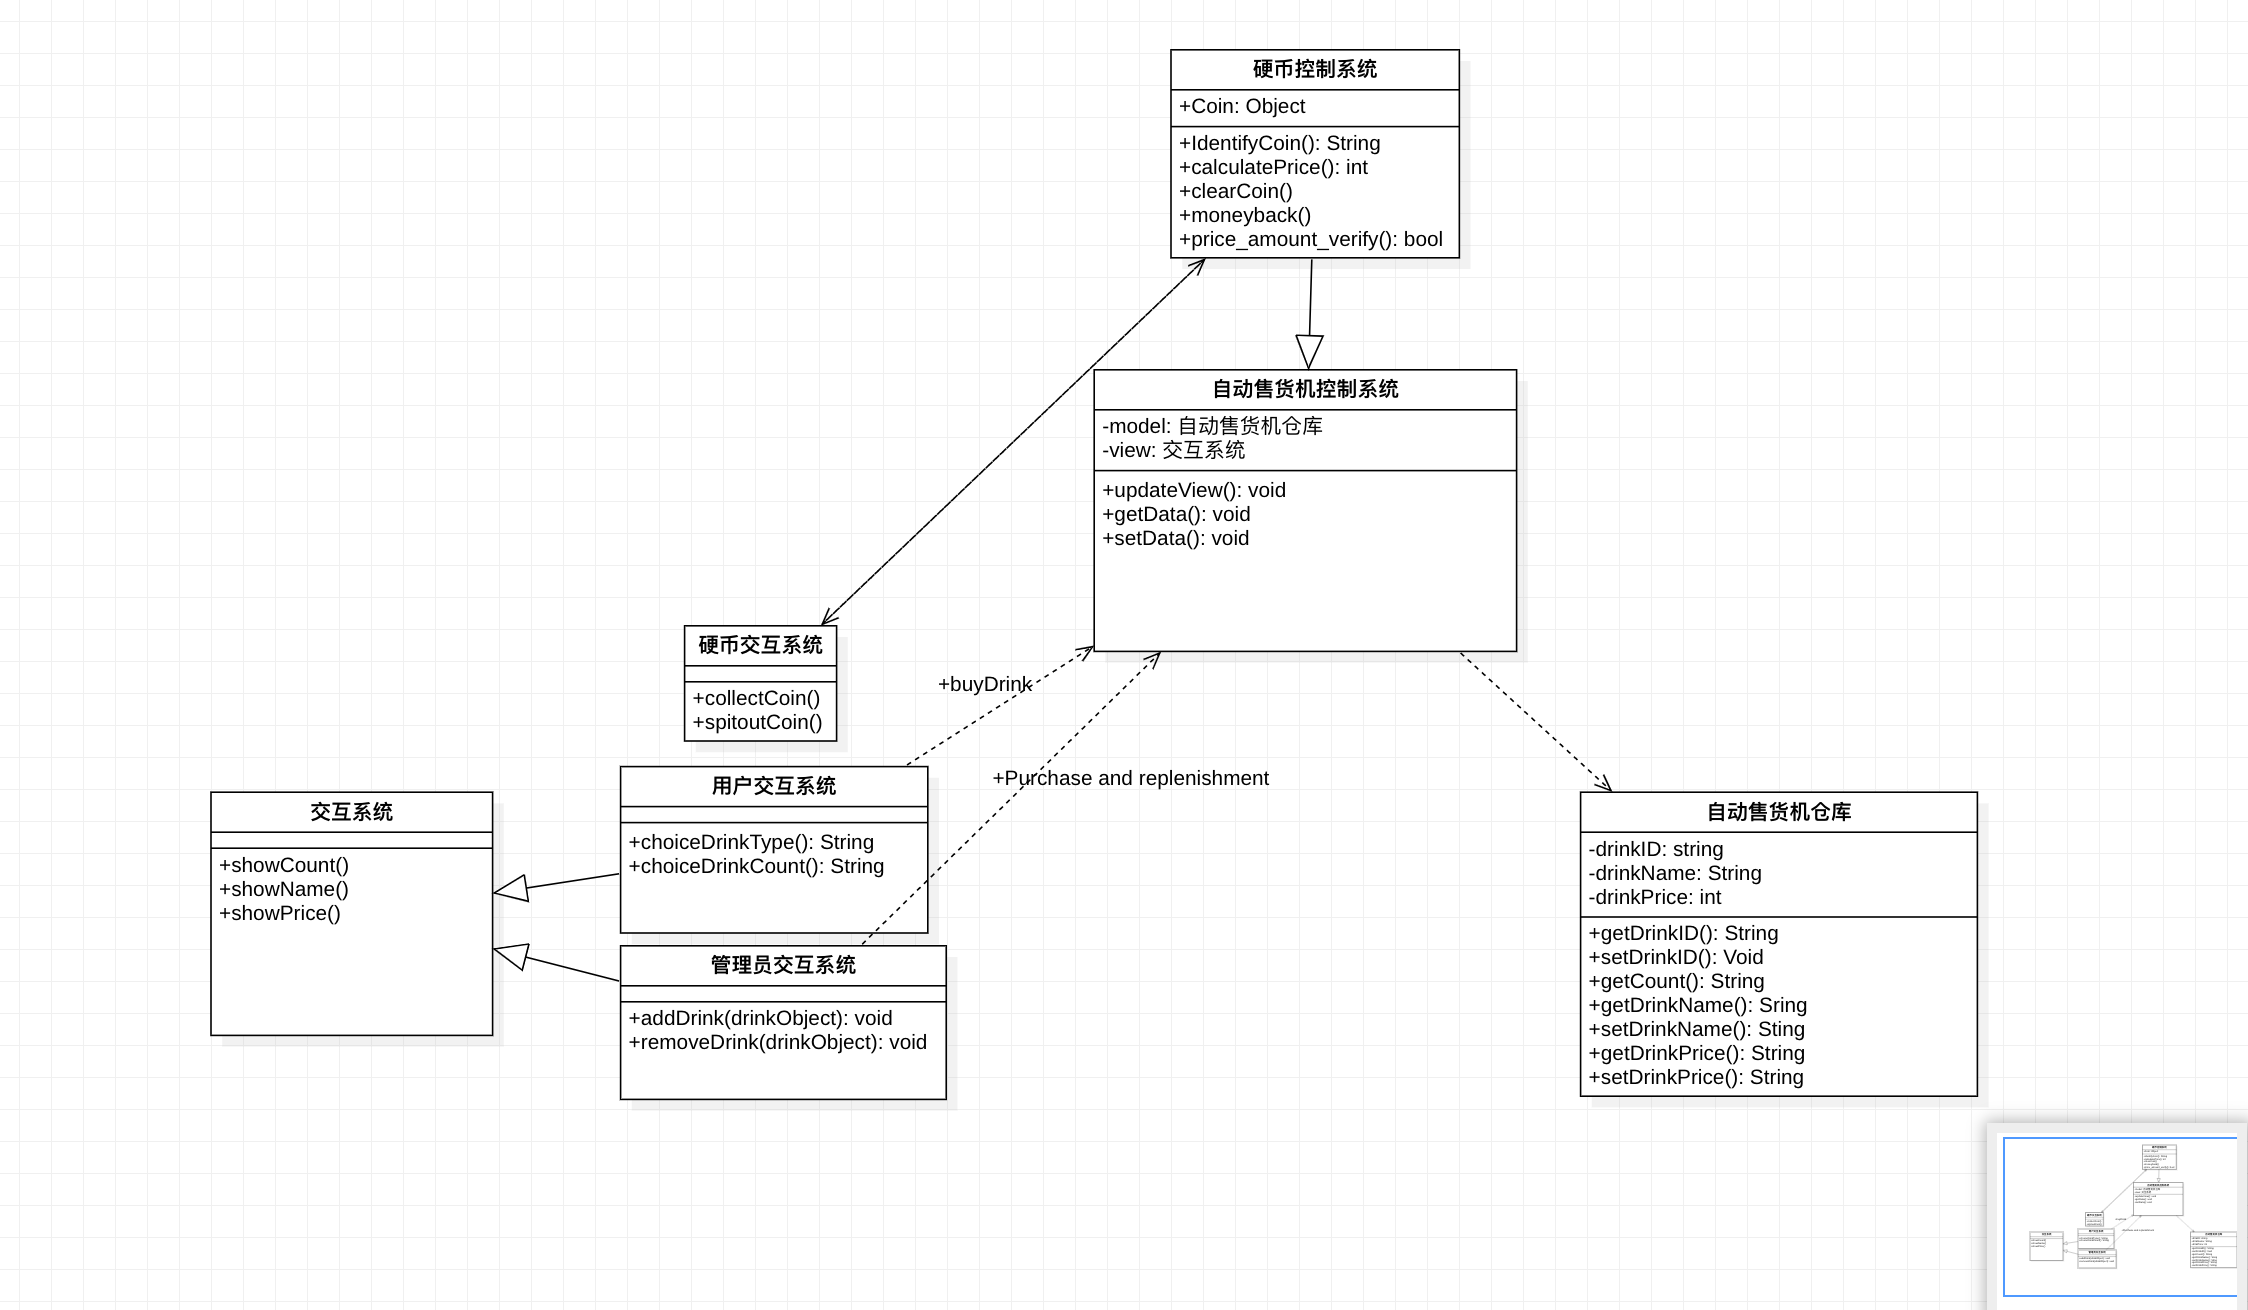 硬币控制系统
+Coin: Object
+IdentifyCoin(): String
+calculatePrice(): int
+clearCoin()
+moneyback()
+price_amount_verify(): bool
自动售货机控制系统
-model: 自动售货机仓库
-view: 交互系统
+updateView(): void
+getData(): void
+setData(): void
硬币交互系统
+collectCoin()
+spitoutCoin()
+buyDrink
+Purchase and replenishment
用户交互系统
+choiceDrinkType(): String
+choiceDrinkCount(): String
交互系统
+showCount()
+showName()
+showPrice()
管理员交互系统
+addDrink(drinkObject): void
+removeDrink(drinkObject): void
自动售货机仓库
-drinkID: string
-drinkName: String
-drinkPrice: int
+getDrinkID(): String
+setDrinkID(): Void
+getCount(): String
+getDrinkName(): Sring
+setDrinkName(): Sting
+getDrinkPrice(): String
+setDrinkPrice(): String